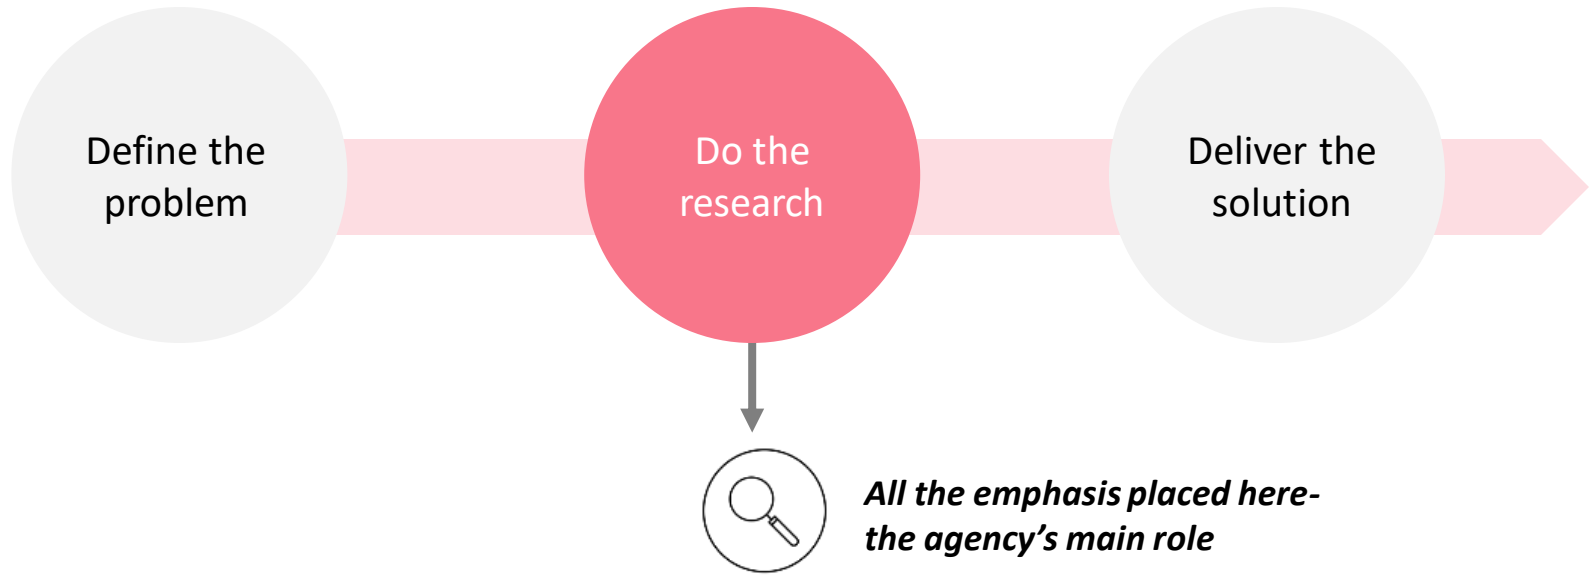 Define the
problem
Do the
research
Deliver the
solution
All the emphasis placed here-
the agency’s main role